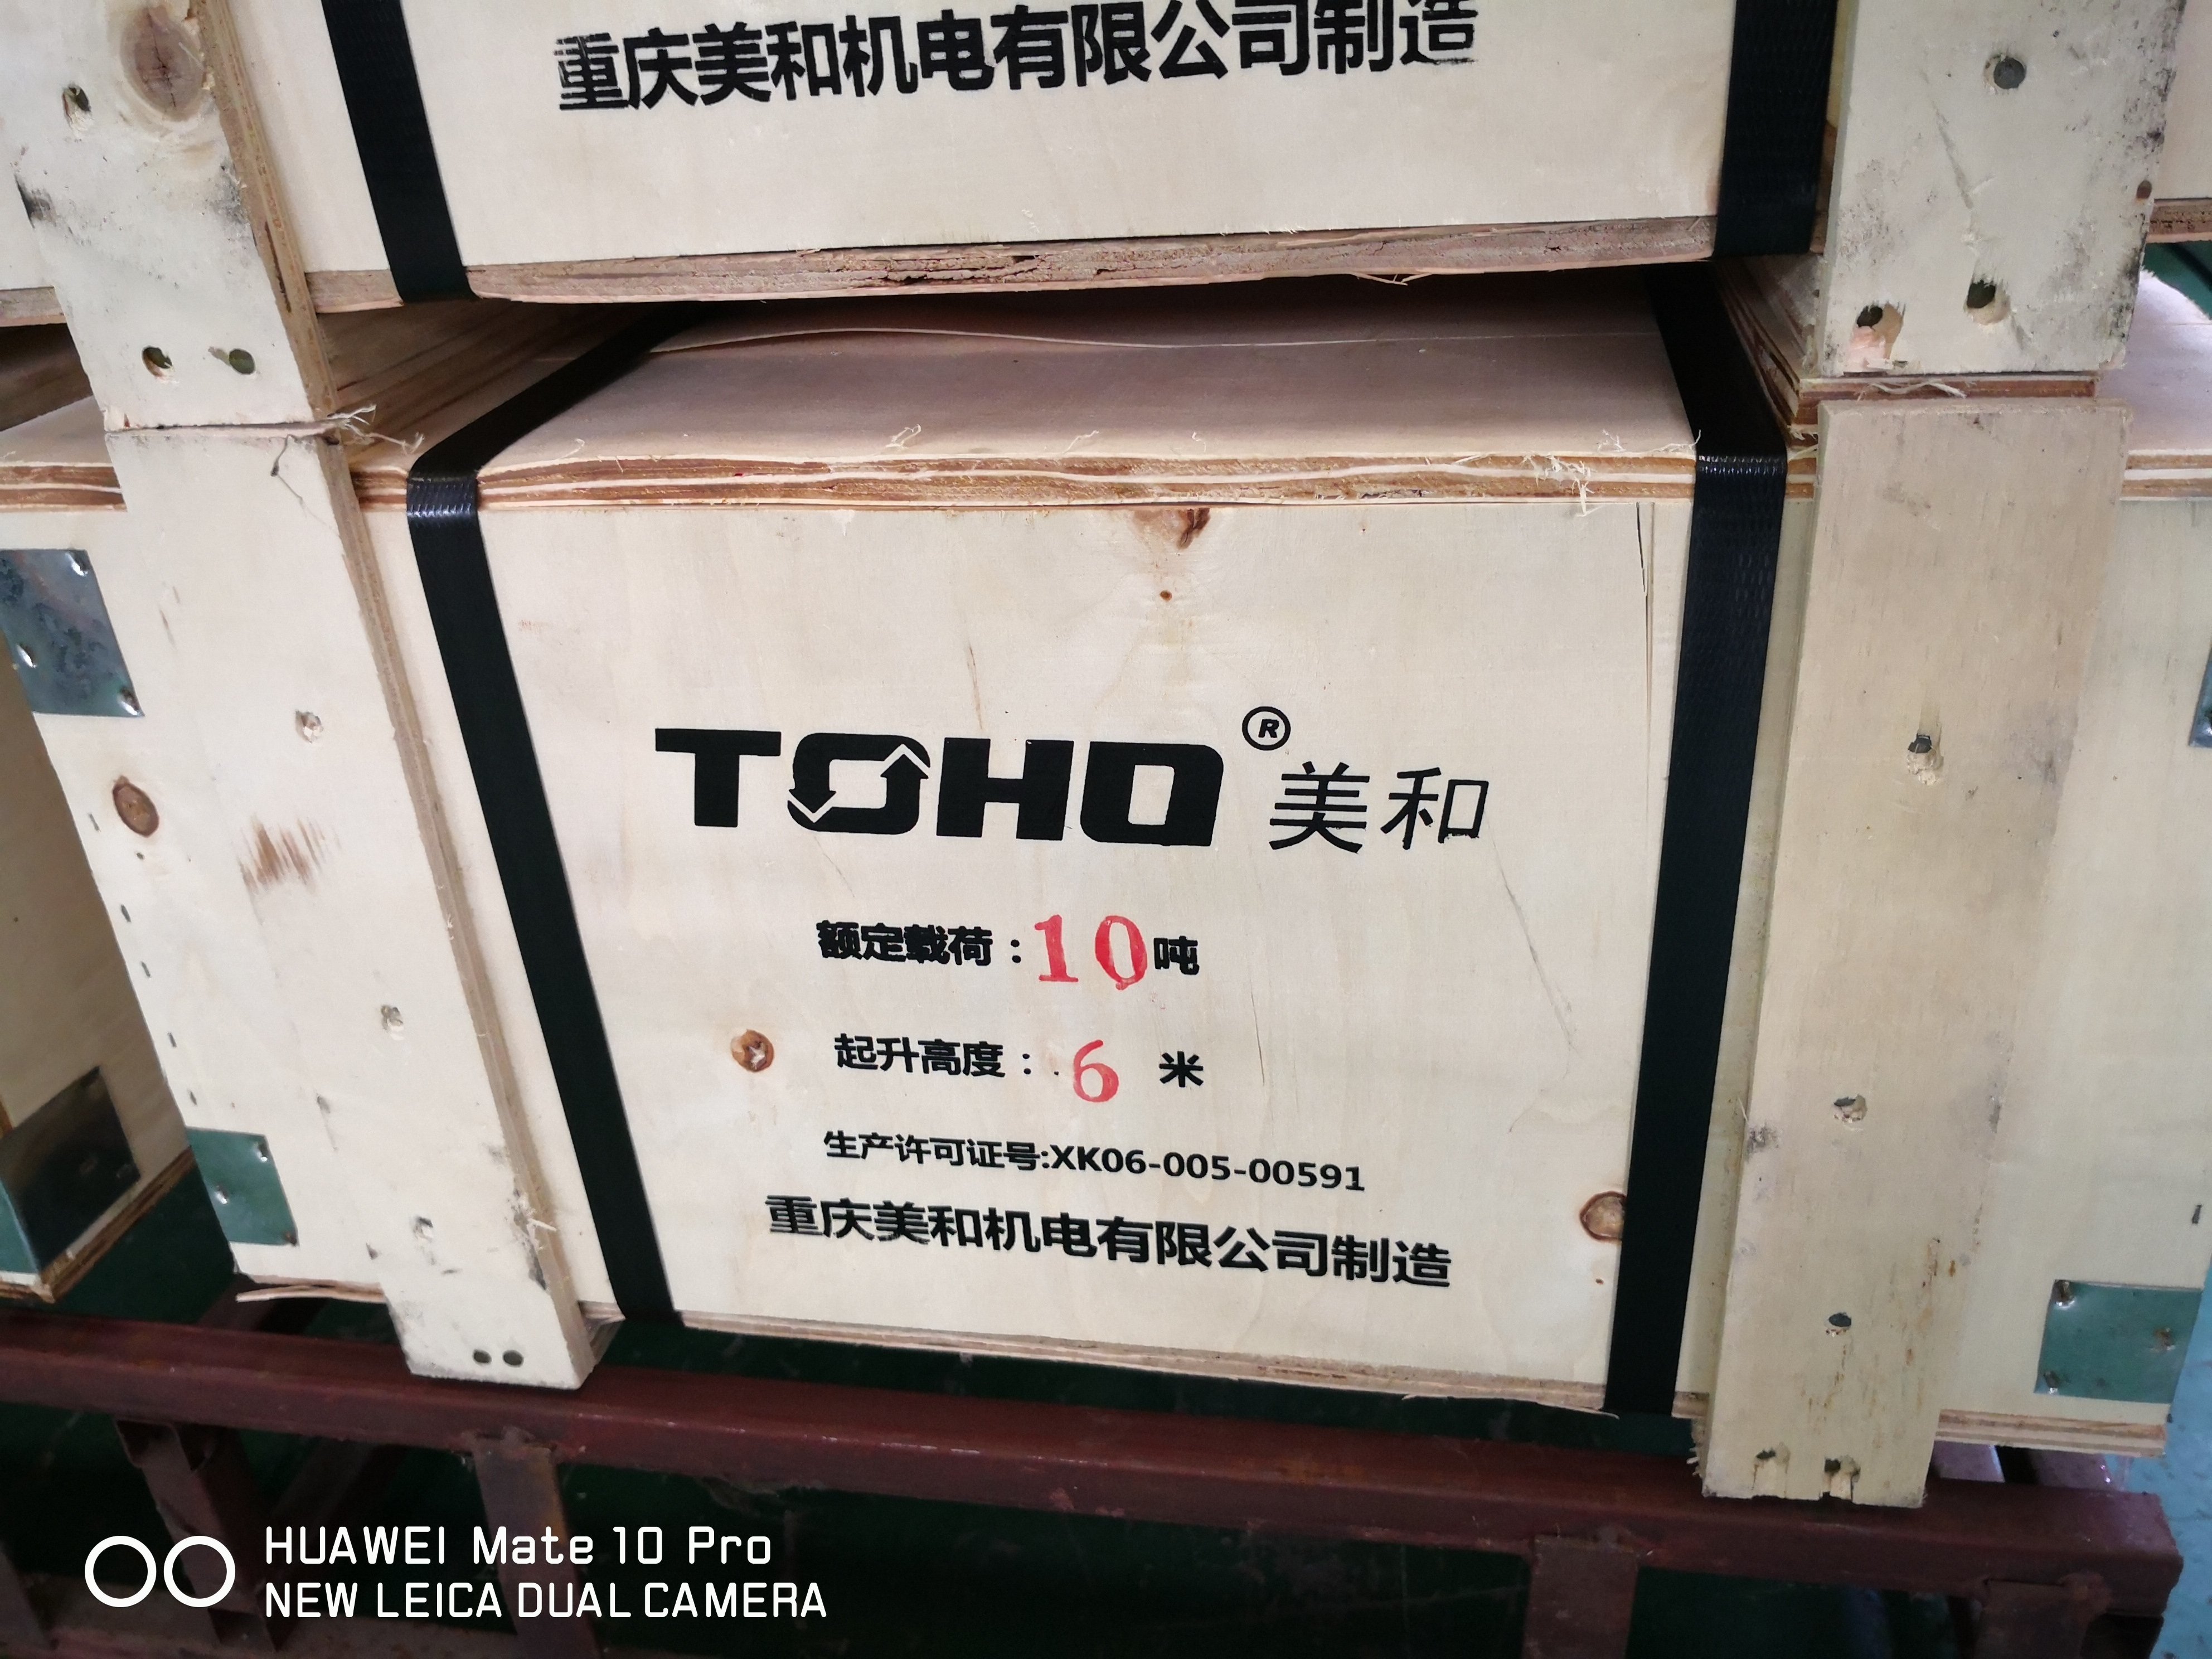 重庆美和机电有限公司制造
TOHO® 美和
额定载荷：10吨
起升高度：6 米
生产许可证号:XK06-005-00591
重庆美和机电有限公司制造
HUAWEI Mate 10 Pro
NEW LEICA DUAL CAMERA